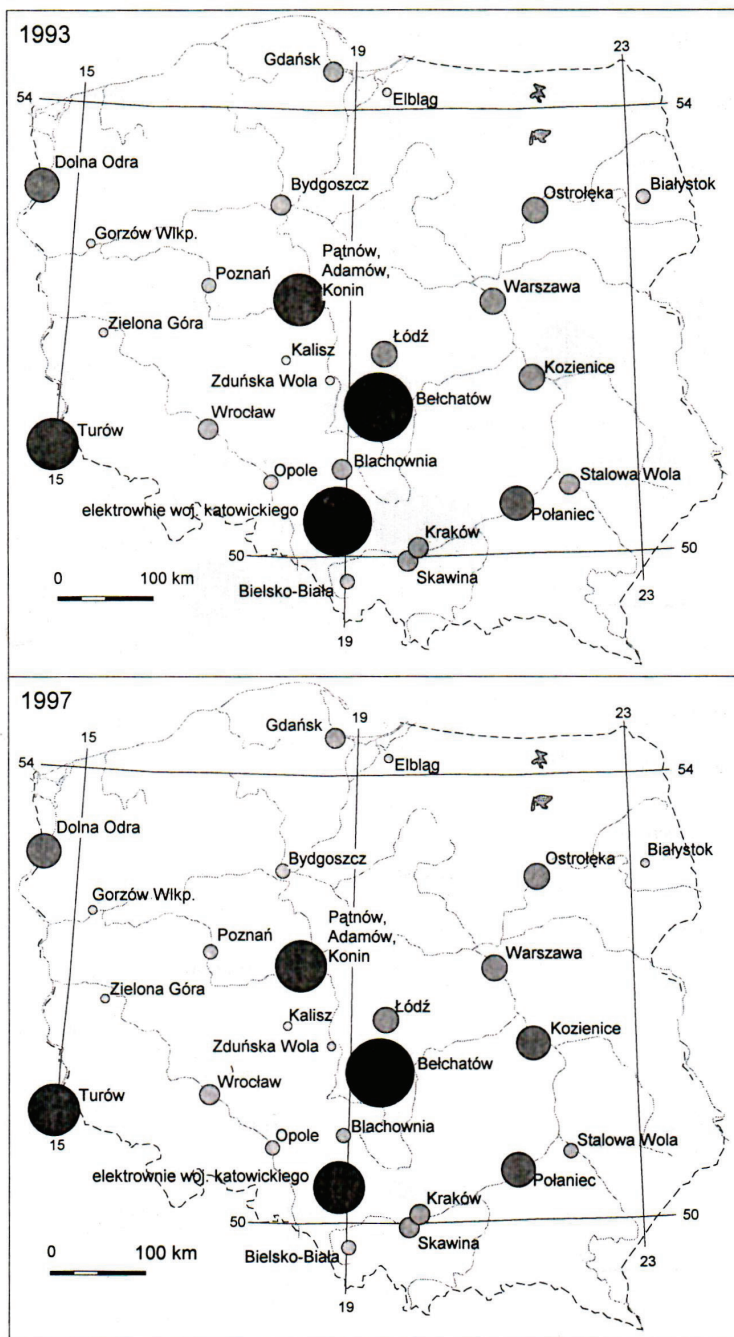 1993
15
19
23
Gdańsk
54
Elbląg
54
Dolna Odra
Bydgoszcz
Ostrołęka
Białystok
Gorzów Wlkp.
Poznań
Pątnów,
Adamów,
Konin
Warszawa
Zielona Góra
Kalisz
Łódź
Zduńska Wola
Kozienice
Bełchatów
Turów
Wrocław
15
Opole
Blachownia
Stalowa Wola
elektrownie woj. katowickiego
Połaniec
Kraków
50
50
Skawina
0 100 km
Bielsko-Biała
23
19
1997
15
19
23
Gdańsk
54
Elbląg
54
Dolna Odra
Bydgoszcz
Ostrołęka
Białystok
Gorzów Wlkp.
Poznań
Pątnów,
Adamów,
Konin
Warszawa
Zielona Góra
Kalisz
Łódź
Zduńska Wola
Kozienice
Bełchatów
Turów
Wrocław
15
Opole
Blachownia
Stalowa Wola
elektrownie woj. katowickiego
Połaniec
Kraków
50
50
Skawina
0 100 km
Bielsko-Biała
23
19